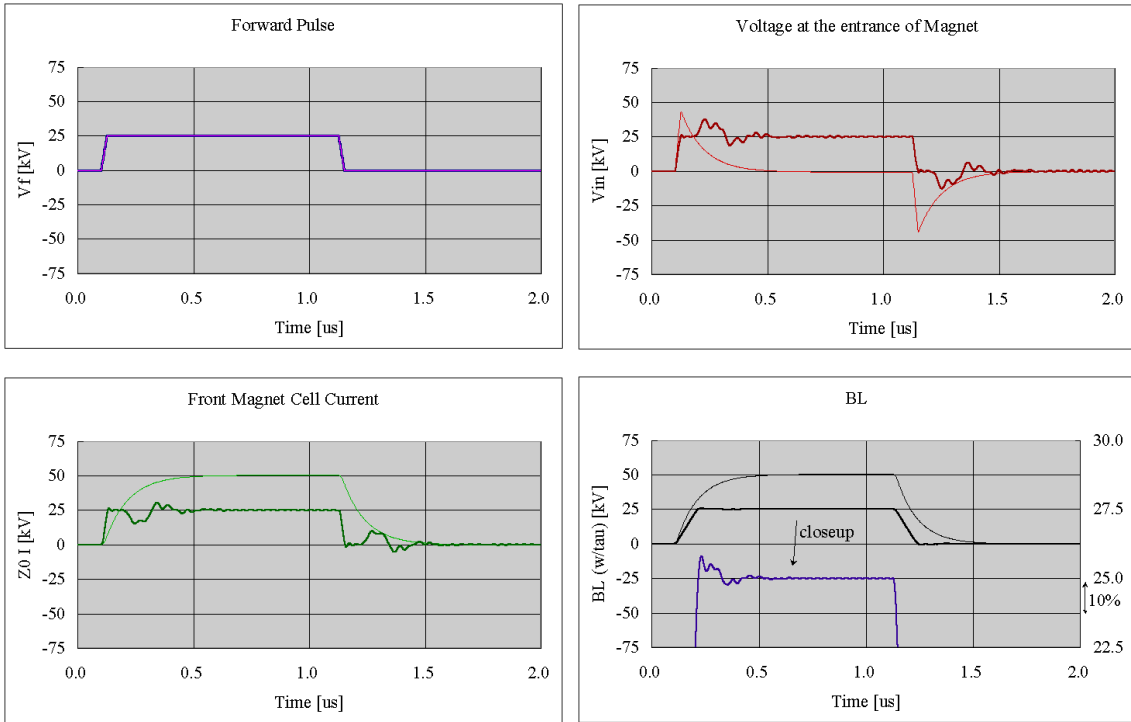 Forward Pulse
75
50
25
0
-25
-50
-75
Vf [kV]
0.0 0.5 1.0 1.5 2.0
Time [us]
Voltage at the entrance of Magnet
75
50
25
0
-25
-50
-75
Vin [kV]
0.0 0.5 1.0 1.5 2.0
Time [us]
Front Magnet Cell Current
75
50
25
0
-25
-50
-75
Z0 I [kV]
0.0 0.5 1.0 1.5 2.0
Time [us]
BL
75
50
25
0
-25
-50
-75
BL (w/tau) [kV]
30.0
27.5
25.0
22.5
closeup
10%
0.0 0.5 1.0 1.5 2.0
Time [us]